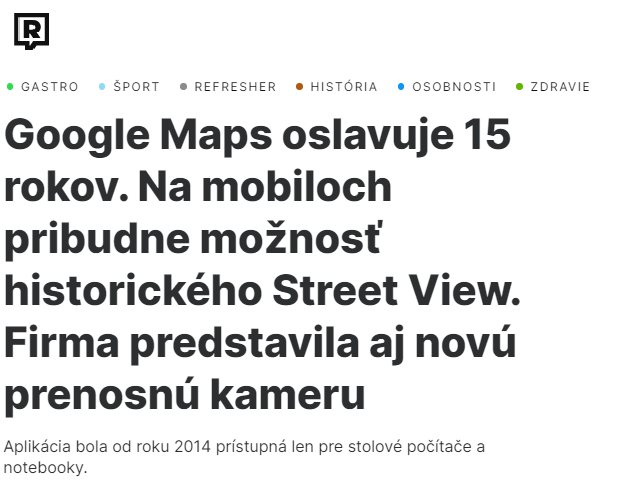 R
GASTRO ŠPORT REFRESHER HISTÓRIA OSOBNOSTI ZDRAVIE
Google Maps oslavuje 15
rokov. Na mobiloch
pribudne možnosť
historického Street View.
Firma predstavila aj novú
prenosnú kameru
Aplikácia bola od roku 2014 prístupná len pre stolové počítače a
notebooky.